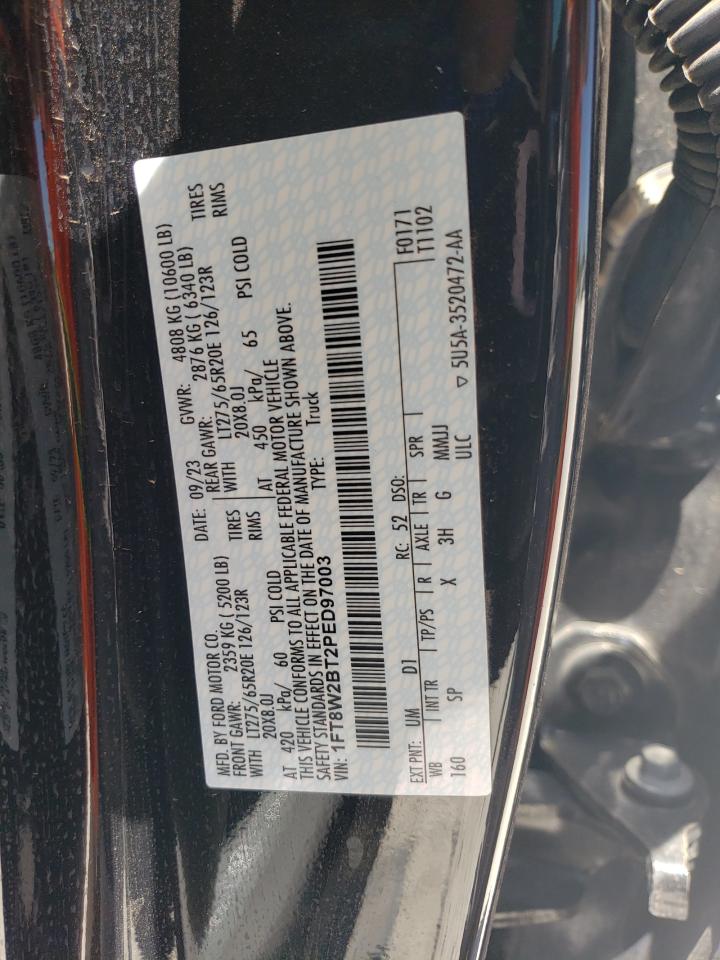 MFD. BY FORD MOTOR CO. DATE: 09/23 GVWR: 4808 KG (10600 LB)
FRONT GAWR: 2359 KG ( 5200 LB) REAR GAWR: 2876 KG ( 6340 LB)
WITH LT275/65R20E 126/123R TIRES WITH LT275/65R20E 126/123R TIRES
20X8.0J RIMS 20X8.0J RIMS
AT 420 kPa/ 60 PSI COLD AT 450 kPa/ 65 PSI COLD
THIS VEHICLE CONFORMS TO ALL APPLICABLE FEDERAL MOTOR VEHICLE
SAFETY STANDARDS IN EFFECT ON THE DATE OF MANUFACTURE SHOWN ABOVE.
VIN: 1FT8W2BT2PED97003 TYPE: Truck
F0171
T1102
EXT PNT: UM D1 RC: 52 DSO:
WB INT TR TP/PS R AXLE TR SPR
160 SP X 3H G MMJJ
ULC
▽ 5U5A-3520472-AA